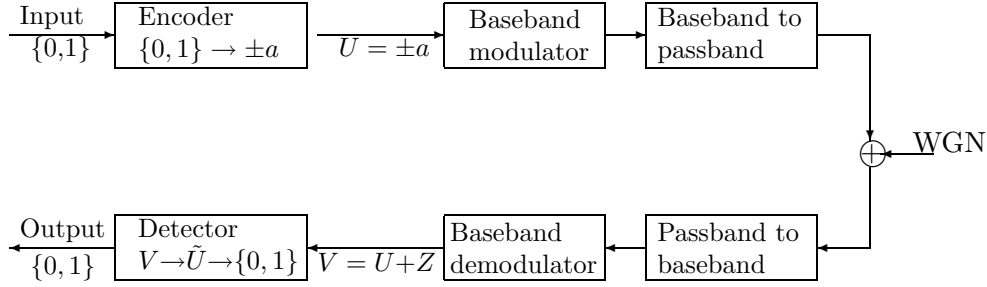 Input
{0,1}
Encoder
{0, 1} → ±a
U = ±a
Baseband
modulator
Baseband to
passband
WGN
Output
{0, 1}
Detector
V→Ũ→{0, 1}
V = U+Z
Baseband
demodulator
Passband to
baseband